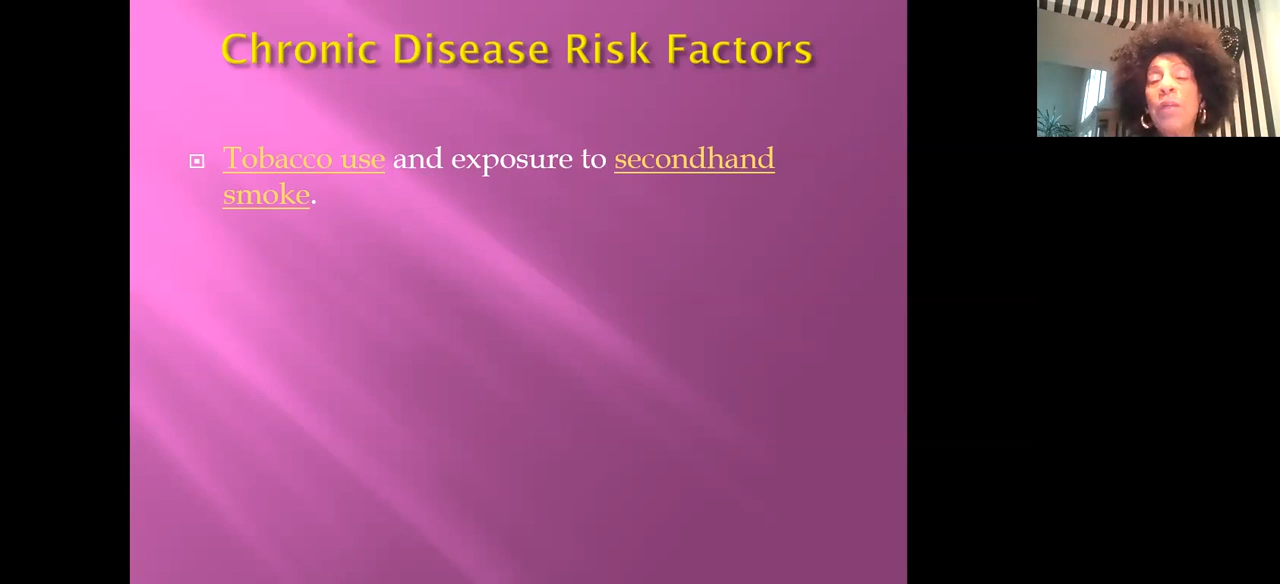 Chronic Disease Risk Factors
Tobacco use and exposure to secondhand
smoke.